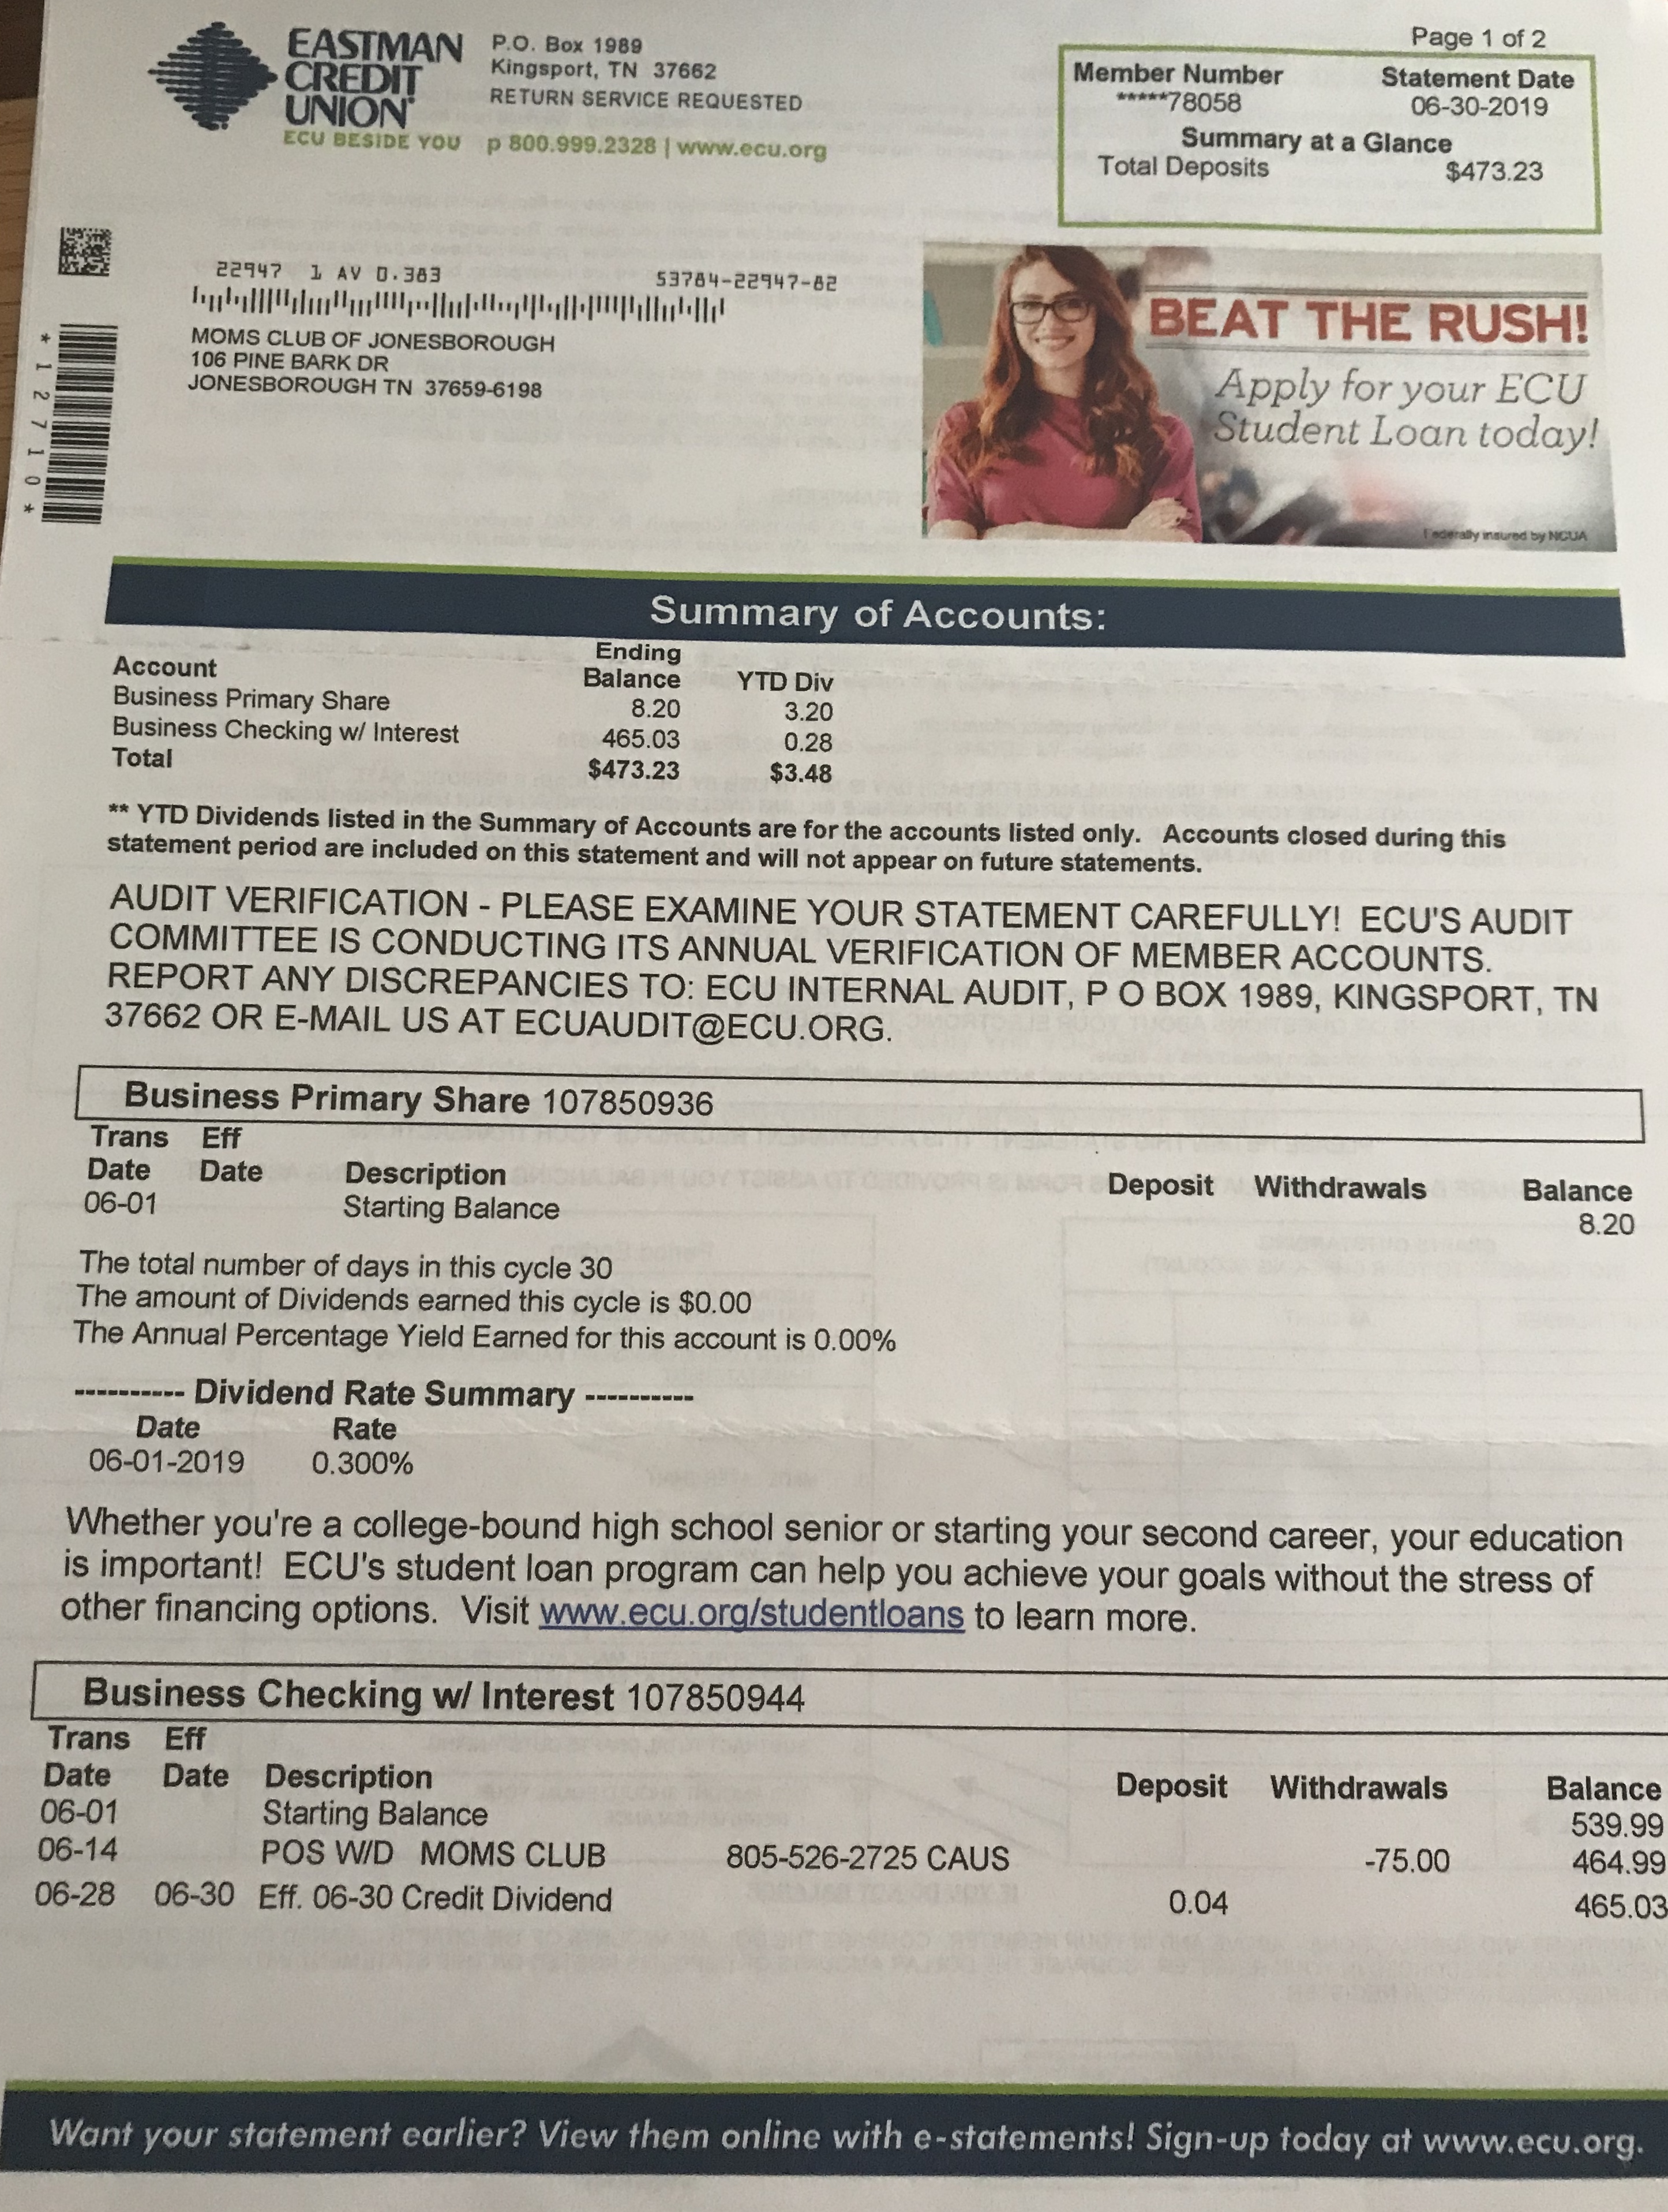 Page 1 of 2
EASTMAN
CREDIT
UNION
ECU BESIDE YOU
P.O. Box 1989
Kingsport, TN 37662
RETURN SERVICE REQUESTED
p 800.999.2328 | www.ecu.org
Member Number Statement Date
*****78058 06-30-2019
Summary at a Glance
Total Deposits $473.23
22947 1 AV 0.383 53784-22947-82
MOMS CLUB OF JONESBOROUGH
106 PINE BARK DR
JONESBOROUGH TN 37659-6198
*12710*
BEAT THE RUSH!
Apply for your ECU
Student Loan today!
Federally insured by NCUA
Summary of Accounts:
Ending
Account Balance YTD Div
Business Primary Share 8.20 3.20
Business Checking w/ Interest 465.03 0.28
Total $473.23 $3.48
** YTD Dividends listed in the Summary of Accounts are for the accounts listed only. Accounts closed during this
statement period are included on this statement and will not appear on future statements.
AUDIT VERIFICATION - PLEASE EXAMINE YOUR STATEMENT CAREFULLY! ECU'S AUDIT
COMMITTEE IS CONDUCTING ITS ANNUAL VERIFICATION OF MEMBER ACCOUNTS.
REPORT ANY DISCREPANCIES TO: ECU INTERNAL AUDIT, P O BOX 1989, KINGSPORT, TN
37662 OR E-MAIL US AT ECUAUDIT@ECU.ORG.
Business Primary Share 107850936
Trans Eff
Date Date Description Deposit Withdrawals Balance
06-01 Starting Balance 8.20
The total number of days in this cycle 30
The amount of Dividends earned this cycle is $0.00
The Annual Percentage Yield Earned for this account is 0.00%
---------- Dividend Rate Summary ----------
Date Rate
06-01-2019 0.300%
Whether you're a college-bound high school senior or starting your second career, your education
is important! ECU's student loan program can help you achieve your goals without the stress of
other financing options. Visit www.ecu.org/studentloans to learn more.
Business Checking w/ Interest 107850944
Trans Eff
Date Date Description Deposit Withdrawals Balance
06-01 Starting Balance 539.99
06-14 POS W/D MOMS CLUB 805-526-2725 CAUS -75.00 464.99
06-28 06-30 Eff. 06-30 Credit Dividend 0.04 465.03
Want your statement earlier? View them online with e-statements! Sign-up today at www.ecu.org.